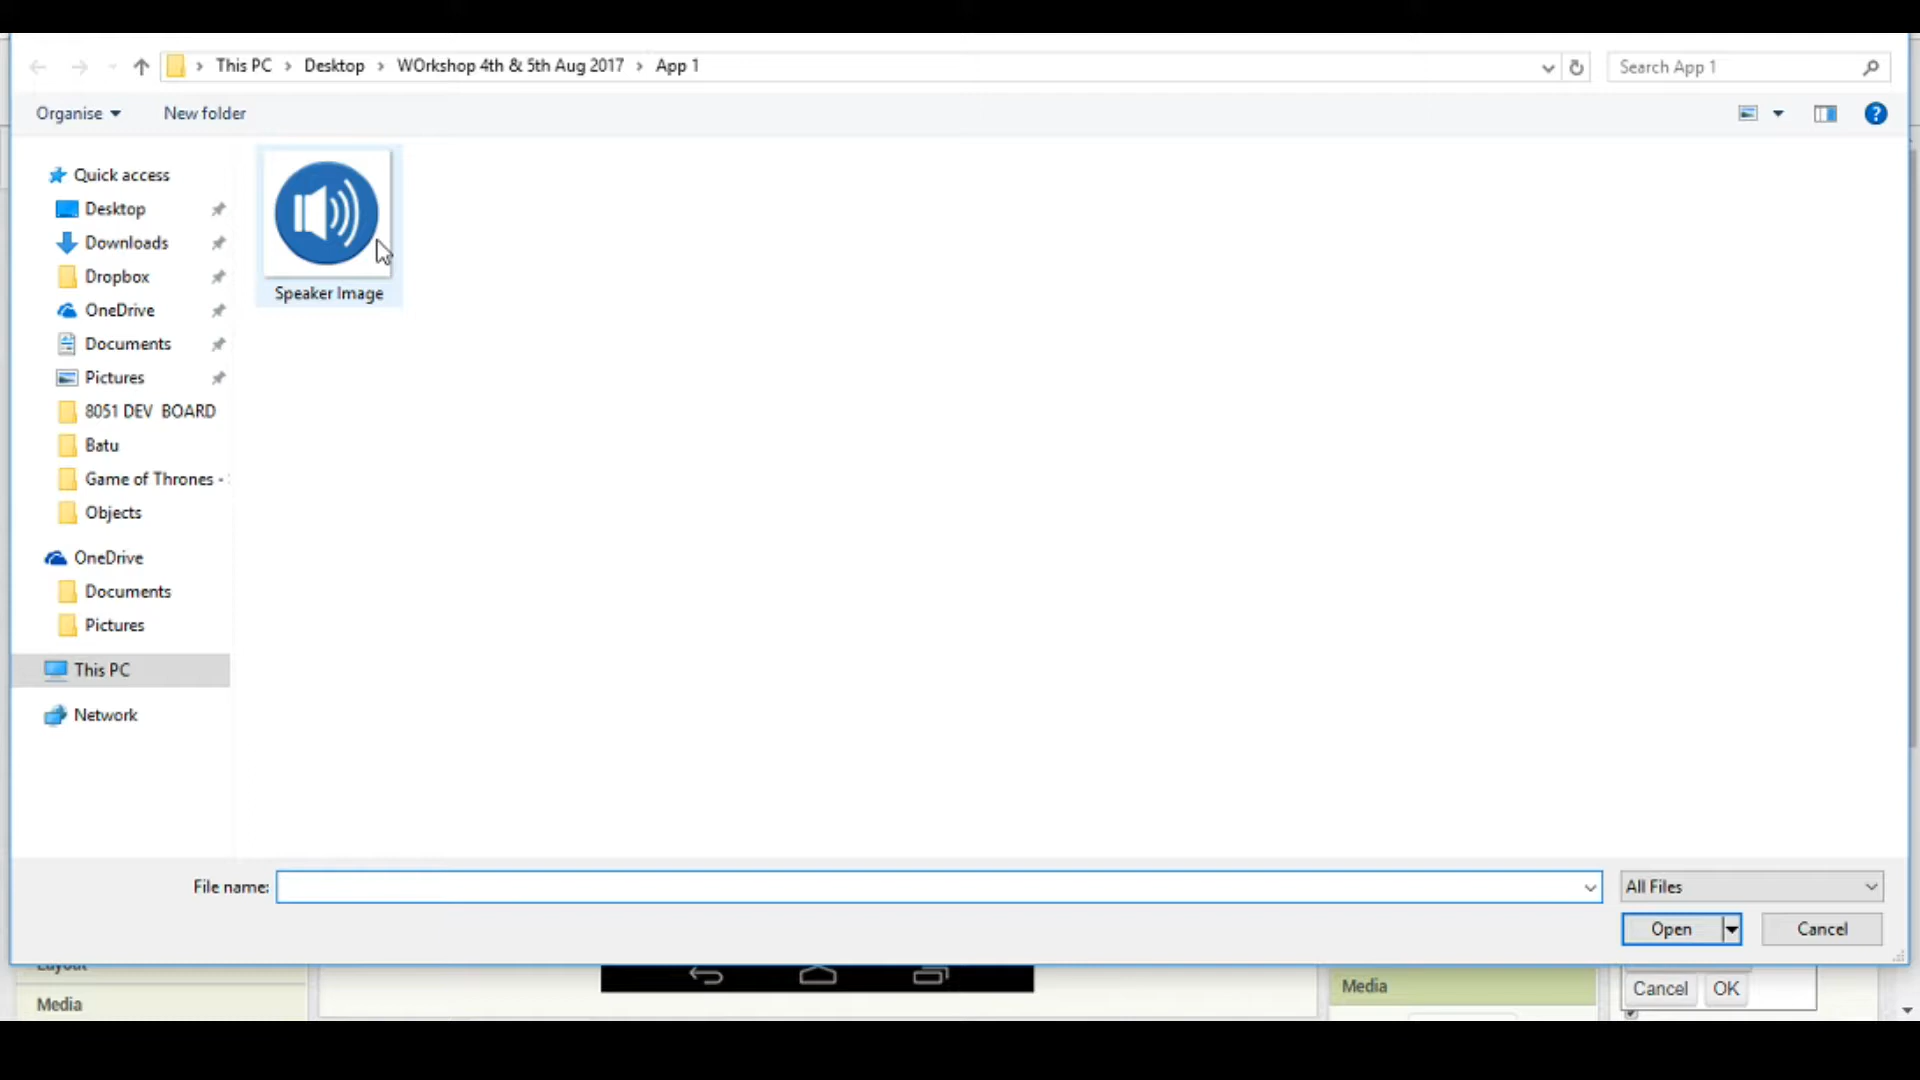 This PC > Desktop > WOrkshop 4th & 5th Aug 2017 > App 1
Search App 1
Organise
New folder
Quick access
Desktop
Downloads
Dropbox
OneDrive
Documents
Pictures
8051 DEV BOARD
Batu
Game of Thrones -
Objects
OneDrive
Documents
Pictures
This PC
Network
Speaker Image
File name:
All Files
Open
Cancel
Layout
Media
Media
Cancel
OK